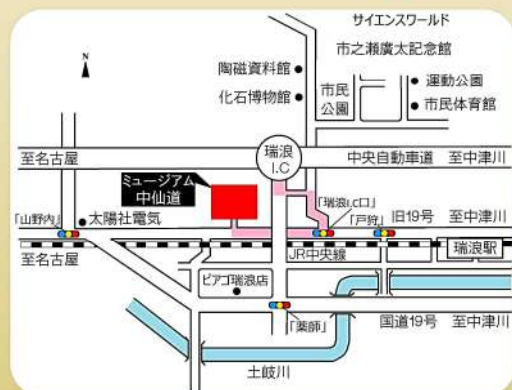 サイエンスワールド
市之瀬廣太記念館
N
陶磁資料館
運動公園
化石博物館
市民
公園
市民体育館
瑞浪
I.C
至名古屋
中央自動車道
至中津川
ミュージアム
中仙道
「瑞浪I,C口」
「山野内」
太陽社電気
「戸狩」
旧19号
至中津川
至名古屋
JR中央線
瑞浪駅
ピアゴ瑞浪店
「薬師」
国道19号
至中津川
土岐川